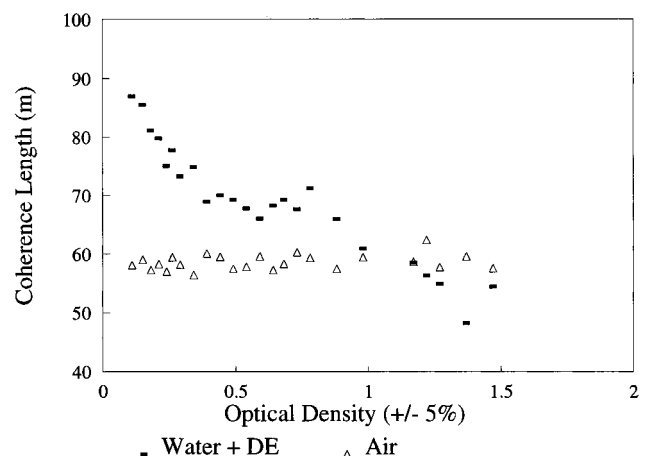 100
90
80
70
60
50
40
Coherence Length (m)
0 0.5 1 1.5 2
Optical Density (+/- 5%)
Water + DE Air